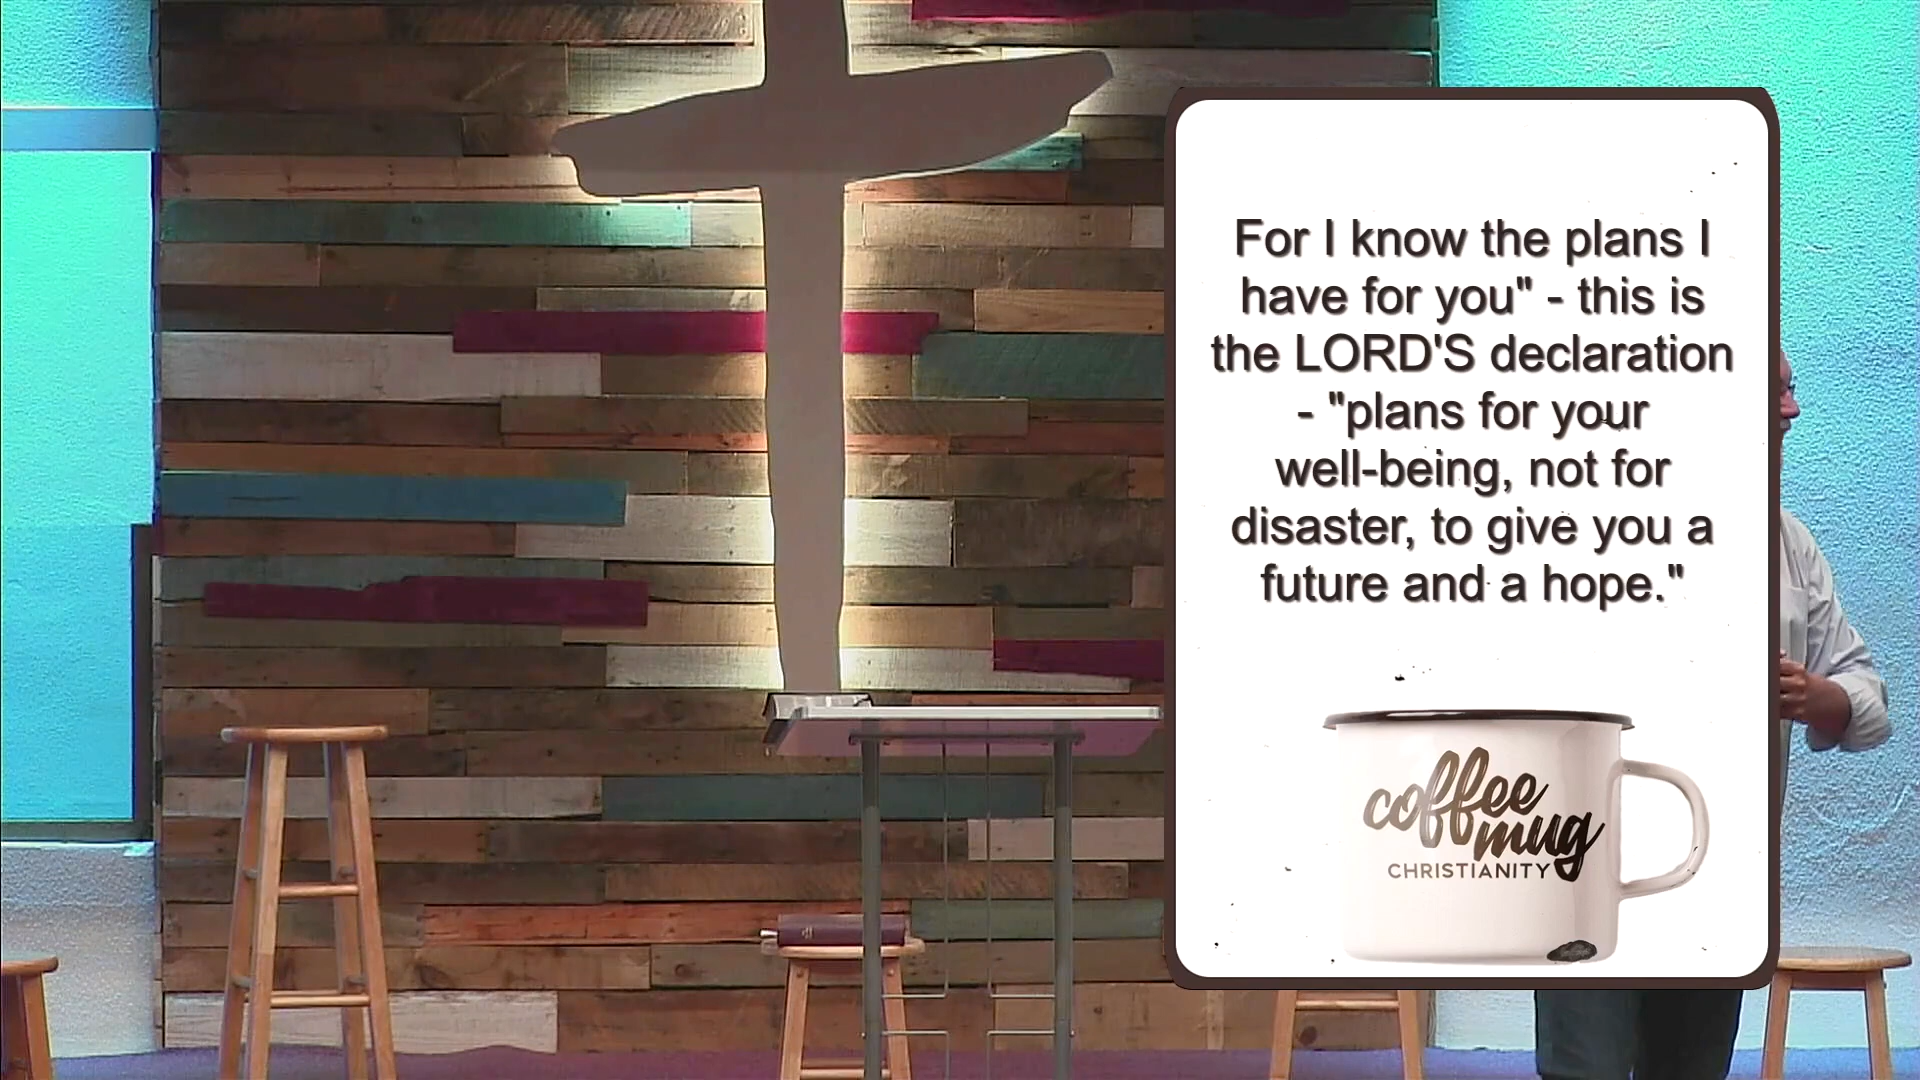 For I know the plans I
have for you" - this is
the LORD'S declaration
- "plans for your
well-being, not for
disaster, to give you a
future and a hope."
coffee
mug
CHRISTIANITY